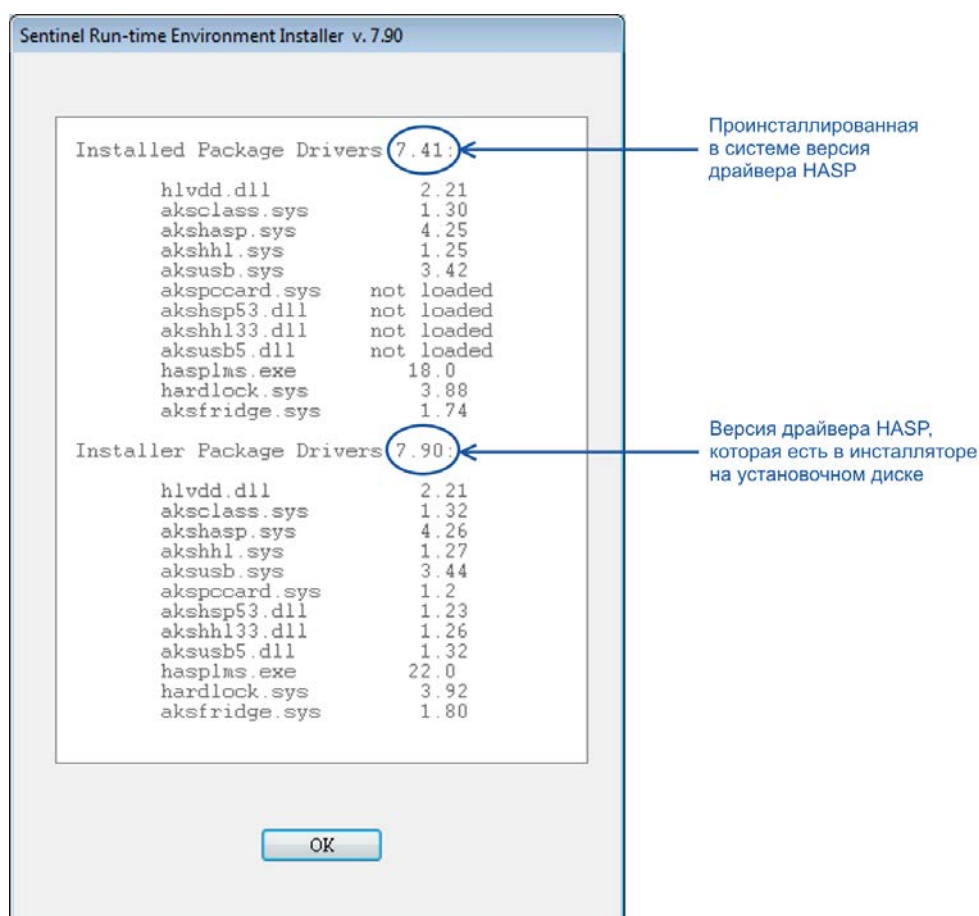 Sentinel Run-time Environment Installer v. 7.90
Installed Package Drivers 7.41:
hlvdd.dll 2.21
aksclass.sys 1.30
akshasp.sys 4.25
akshhl.sys 1.25
aksusb.sys 3.42
akspccard.sys not loaded
akshsp53.dll not loaded
akshhl33.dll not loaded
aksusb5.dll not loaded
hasplms.exe 18.0
hardlock.sys 3.88
aksfridge.sys 1.74
Installer Package Drivers 7.90:
hlvdd.dll 2.21
aksclass.sys 1.32
akshasp.sys 4.26
akshhl.sys 1.27
aksusb.sys 3.44
akspccard.sys 1.2
akshsp53.dll 1.23
akshhl33.dll 1.26
aksusb5.dll 1.32
hasplms.exe 22.0
hardlock.sys 3.92
aksfridge.sys 1.80
OK
Проинсталлированная
в системе версия
драйвера HASP
Версия драйвера HASP,
которая есть в инсталляторе
на установочном диске